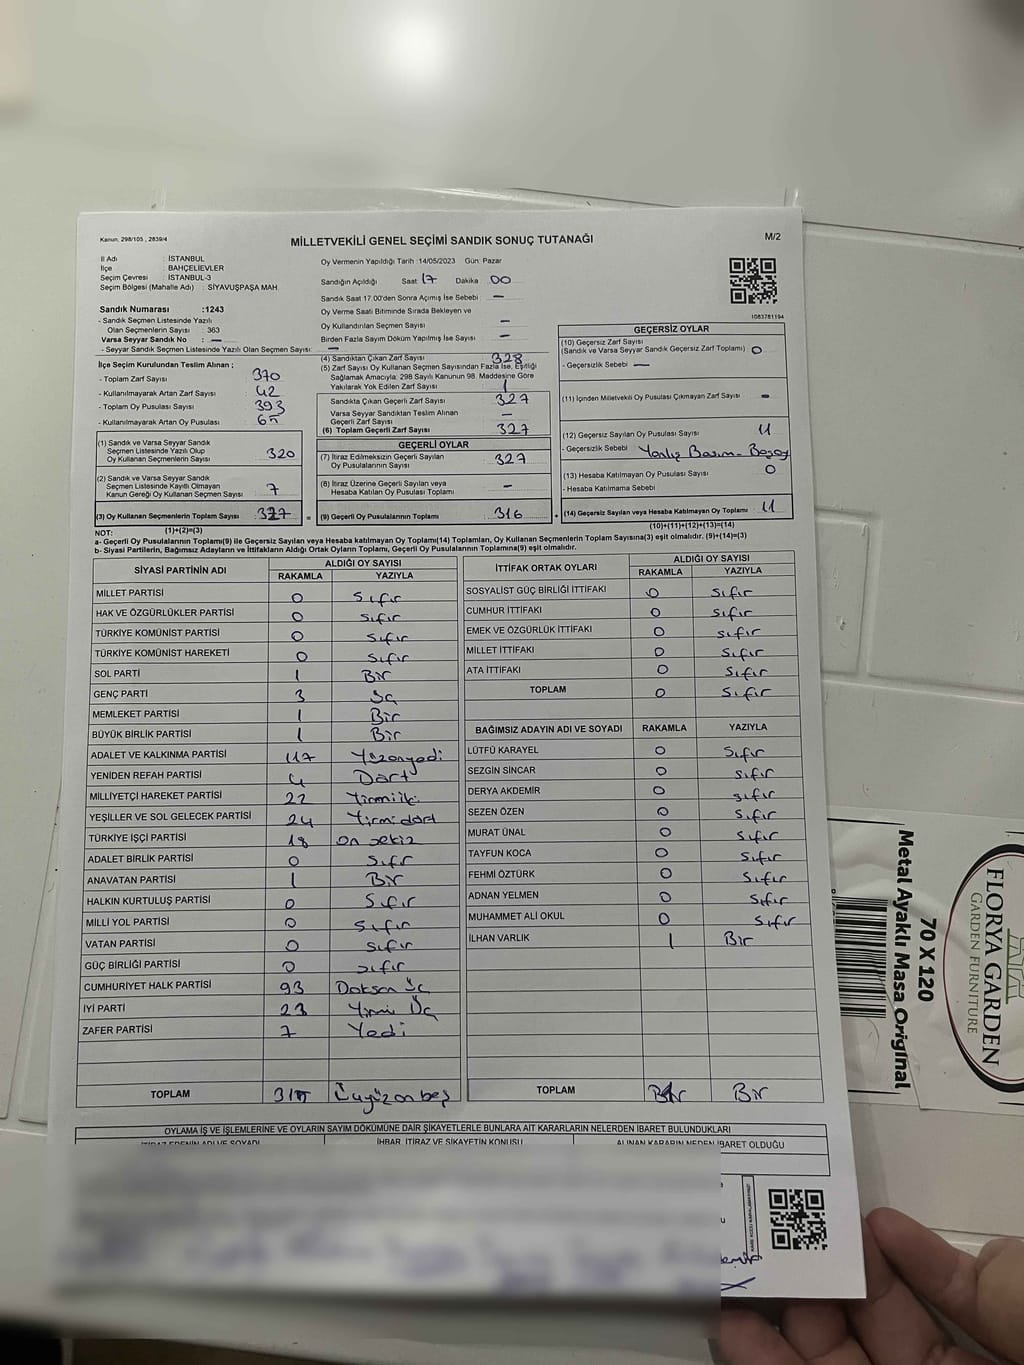 Kanun: 298/105 , 2839/4
MİLLETVEKİLİ GENEL SEÇİMİ SANDIK SONUÇ TUTANAĞI
M/2
İl Adı : İSTANBUL
İlçe : BAHÇELİEVLER
Seçim Çevresi : İSTANBUL-3
Seçim Bölgesi (Mahalle Adı) : SİYAVUŞPAŞA MAH.
Oy Vermenin Yapıldığı Tarih :14/05/2023 Gün: Pazar
Sandığın Açıldığı Saat 17 Dakika 00
Sandık Saat 17.00'den Sonra Açımış İse Sebebi —
Oy Verme Saati Bitiminde Sırada Bekleyen ve
Oy Kullandırılan Seçmen Sayısı —
Birden Fazla Sayım Döküm Yapılmış İse Sayısı —
1083781194
Sandık Numarası :1243
- Sandık Seçmen Listesinde Yazılı
Olan Seçmenlerin Sayısı : 363
Varsa Seyyar Sandık No : —
- Seyyar Sandık Seçmen Listesinde Yazılı Olan Seçmen Sayısı: —
İlçe Seçim Kurulundan Teslim Alınan ;
- Toplam Zarf Sayısı : 370
- Kullanılmayarak Artan Zarf Sayısı : 42
- Toplam Oy Pusulası Sayısı : 393
- Kullanılmayarak Artan Oy Pusulası : 65
(4) Sandıktan Çıkan Zarf Sayısı 328
(5) Zarf Sayısı Oy Kullanan Seçmen Sayısından Fazla İse, Eşitliği
Sağlamak Amacıyla; 298 Sayılı Kanunun 98. Maddesine Göre
Yakılarak Yok Edilen Zarf Sayısı 1
Sandıkta Çıkan Geçerli Zarf Sayısı 327
Varsa Seyyar Sandıktan Teslim Alınan
Geçerli Zarf Sayısı —
(6) Toplam Geçerli Zarf Sayısı 327
GEÇERSİZ OYLAR
(10) Geçersiz Zarf Sayısı
(Sandık ve Varsa Seyyar Sandık Geçersiz Zarf Toplamı) 0
- Geçersizlik Sebebi —
(11) İçinden Milletvekili Oy Pusulası Çıkmayan Zarf Sayısı -
(12) Geçersiz Sayılan Oy Pusulası Sayısı 11
- Geçersizlik Sebebi Yanlış Basım-
(13) Hesaba Katılmayan Oy Pusulası Sayısı 0
- Hesaba Katılmama Sebebi
(14) Geçersiz Sayılan veya Hesaba Katılmayan Oy Toplamı 11
(10)+(11)+(12)+(13)=(14)
(1) Sandık ve Varsa Seyyar Sandık
Seçmen Listesinde Yazılı Olup
Oy Kullanan Seçmenlerin Sayısı : 320
(2) Sandık ve Varsa Seyyar Sandık
Seçmen Listesinde Kayıtlı Olmayan
Kanun Gereği Oy Kullanan Seçmen Sayısı : 7
(3) Oy Kullanan Seçmenlerin Toplam Sayısı : 327 =
(1)+(2)=(3)
GEÇERLİ OYLAR
(7) İtiraz Edilmeksizin Geçerli Sayılan
Oy Pusulalarının Sayısı 327
(8) İtiraz Üzerine Geçerli Sayılan veya
Hesaba Katılan Oy Pusulası Toplamı —
(9) Geçerli Oy Pusulalarının Toplamı 316 +
NOT:
a- Geçerli Oy Pusulalarının Toplamı(9) ile Geçersiz Sayılan veya Hesaba katılmayan Oy Toplamı(14) Toplamları, Oy Kullanan Seçmenlerin Toplam Sayısına(3) eşit olmalıdır. (9)+(14)=(3)
b- Siyasi Partilerin, Bağımsız Adayların ve İttifakların Aldığı Ortak Oyların Toplamı, Geçerli Oy Pusulalarının Toplamına(9) eşit olmalıdır.
SİYASİ PARTİNİN ADI ALDIĞI OY SAYISI
RAKAMLA YAZIYLA
MİLLET PARTİSİ 0 Sıfır
HAK VE ÖZGÜRLÜKLER PARTİSİ 0 Sıfır
TÜRKİYE KOMÜNİST PARTİSİ 0 Sıfır
TÜRKİYE KOMÜNİST HAREKETİ 0 Sıfır
SOL PARTİ 1 Bir
GENÇ PARTİ 3 Üç
MEMLEKET PARTİSİ 1 Bir
BÜYÜK BİRLİK PARTİSİ 1 Bir
ADALET VE KALKINMA PARTİSİ 117 Yüzonyedi
YENİDEN REFAH PARTİSİ 4 Dört
MİLLİYETÇİ HAREKET PARTİSİ 22 Yirmiiki
YEŞİLLER VE SOL GELECEK PARTİSİ 24 Yirmidört
TÜRKİYE İŞÇİ PARTİSİ 18 On sekiz
ADALET BİRLİK PARTİSİ 0 Sıfır
ANAVATAN PARTİSİ 1 Bir
HALKIN KURTULUŞ PARTİSİ 0 Sıfır
MİLLİ YOL PARTİSİ 0 Sıfır
VATAN PARTİSİ 0 Sıfır
GÜÇ BİRLİĞİ PARTİSİ 0 Sıfır
CUMHURİYET HALK PARTİSİ 93 Doksan Üç
İYİ PARTİ 23 Yirmi Üç
ZAFER PARTİSİ 7 Yedi
TOPLAM 315 Üçyüzonbeş
İTTİFAK ORTAK OYLARI ALDIĞI OY SAYISI
RAKAMLA YAZIYLA
SOSYALİST GÜÇ BİRLİĞİ İTTİFAKI 0 Sıfır
CUMHUR İTTİFAKI 0 Sıfır
EMEK VE ÖZGÜRLÜK İTTİFAKI 0 Sıfır
MİLLET İTTİFAKI 0 Sıfır
ATA İTTİFAKI 0 Sıfır
TOPLAM 0 Sıfır
BAĞIMSIZ ADAYIN ADI VE SOYADI RAKAMLA YAZIYLA
LÜTFÜ KARAYEL 0 Sıfır
SEZGİN SİNCAR 0 Sıfır
DERYA AKDEMİR 0 Sıfır
SEZEN ÖZEN 0 Sıfır
MURAT ÜNAL 0 Sıfır
TAYFUN KOCA 0 Sıfır
FEHMİ ÖZTÜRK 0 Sıfır
ADNAN YELMEN 0 Sıfır
MUHAMMET ALİ OKUL 0 Sıfır
İLHAN VARLIK 1 Bir
TOPLAM Bir
OYLAMA İŞ VE İŞLEMLERİNE VE OYLARIN SAYIM DÖKÜMÜNE DAİR ŞİKAYETLERLE BUNLARA AİT KARARLARIN NELERDEN İBARET BULUNDUKLARI
İTİRAZ EDENİN ADI VE SOYADI İHBAR, İTİRAZ VE ŞİKAYETİN KONUSU ALINAN KARARIN NEDEN İBARET OLDUĞU
FLORYA GARDEN
GARDEN FURNITURE
70 X 120
Metal Ayaklı Masa Original